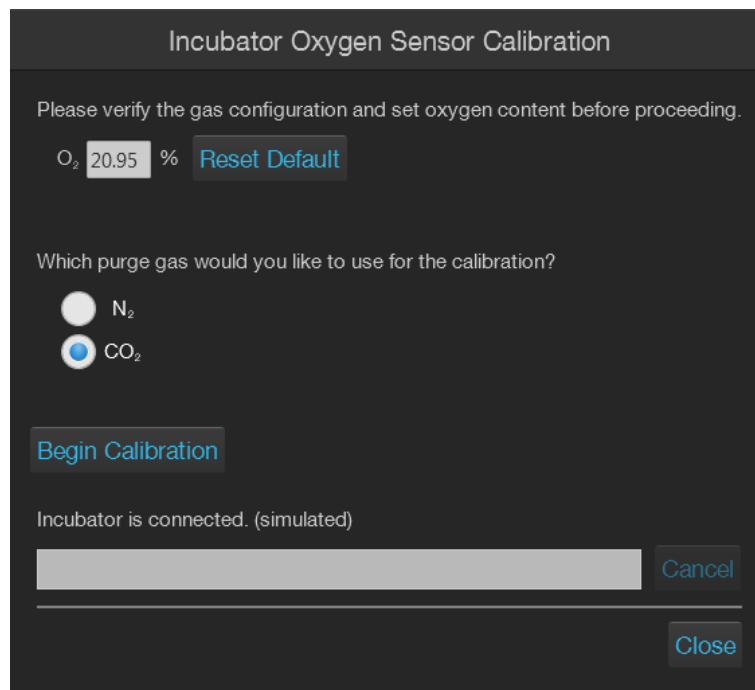 Incubator Oxygen Sensor Calibration
Please verify the gas configuration and set oxygen content before proceeding.
O₂ 20.95 % Reset Default
Which purge gas would you like to use for the calibration?
N₂
CO₂
Begin Calibration
Incubator is connected. (simulated)
Cancel
Close